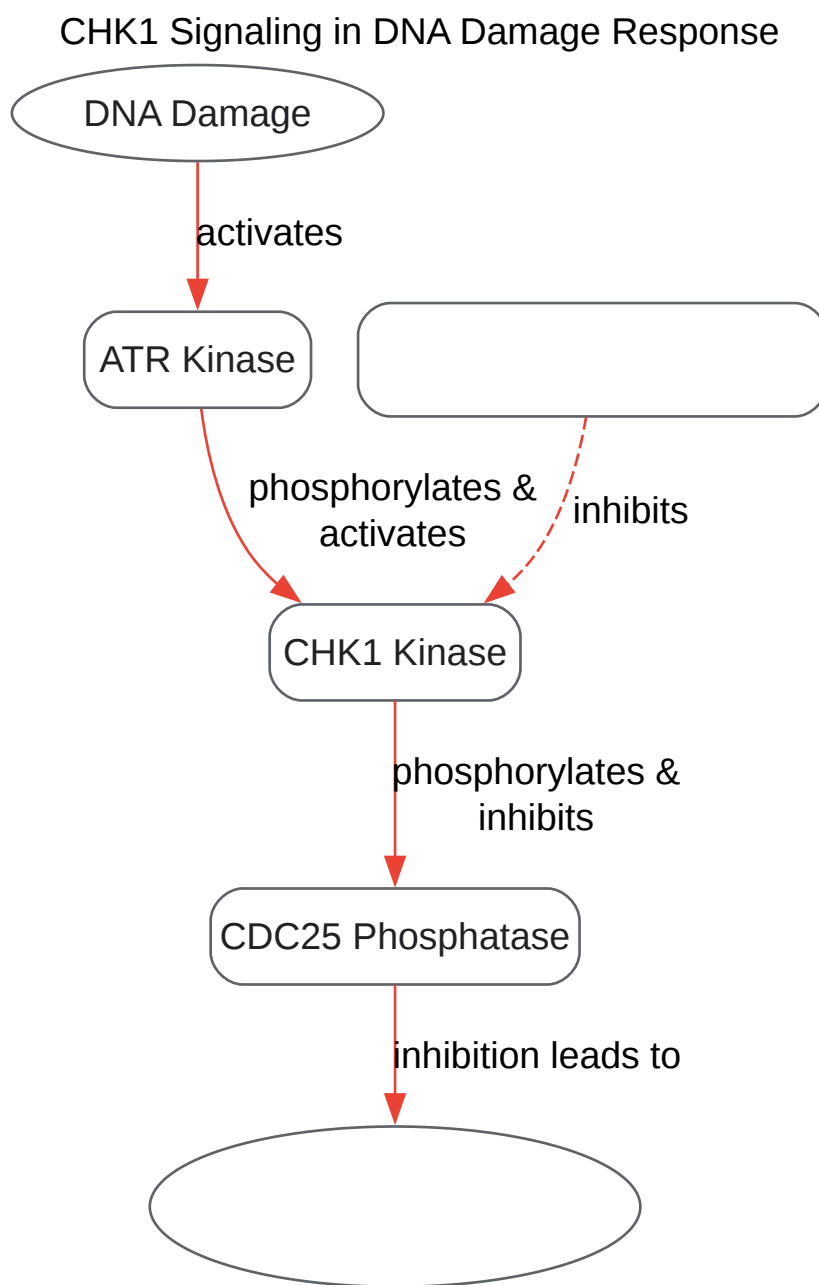 CHK1 Signaling in DNA Damage Response
DNA Damage
activates
ATR Kinase
phosphorylates &
activates
inhibits
CHK1 Kinase
phosphorylates &
inhibits
CDC25 Phosphatase
inhibition leads to